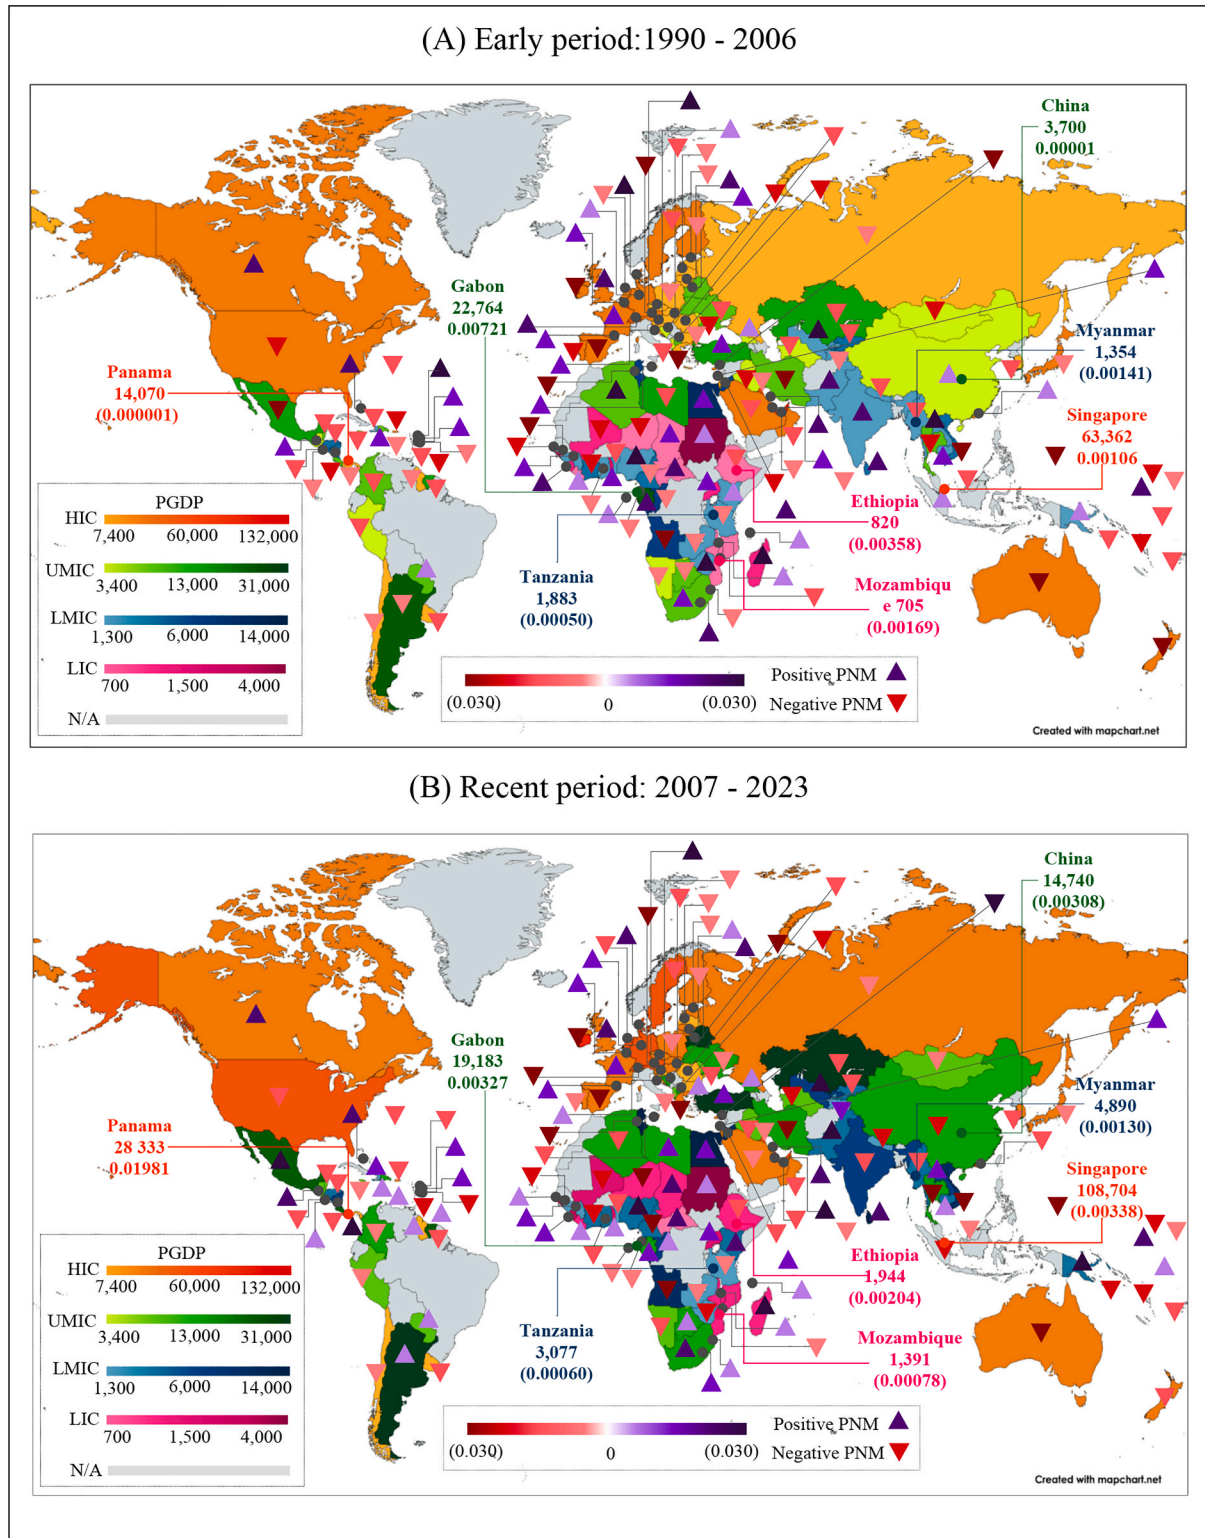 (A) Early period:1990 - 2006
China
3,700
0.00001
Gabon
22,764
0.00721
Myanmar
1,354
(0.00141)
Panama
14,070
(0.000001)
Singapore
63,362
0.00106
Ethiopia
820
(0.00358)
Tanzania
1,883
(0.00050)
Mozambiqu
e 705
(0.00169)
PGDP
HIC
7,400 60,000 132,000
UMIC
3,400 13,000 31,000
LMIC
1,300 6,000 14,000
LIC
700 1,500 4,000
N/A
(0.030) 0 (0.030)
Positive PNM
Negative PNM
Created with mapchart.net
(B) Recent period: 2007 - 2023
China
14,740
(0.00308)
Gabon
19,183
0.00327
Myanmar
4,890
(0.00130)
Panama
28 333
0.01981
Singapore
108,704
(0.00338)
Ethiopia
1,944
(0.00204)
Tanzania
3,077
(0.00060)
Mozambique
1,391
(0.00078)
PGDP
HIC
7,400 60,000 132,000
UMIC
3,400 13,000 31,000
LMIC
1,300 6,000 14,000
LIC
700 1,500 4,000
N/A
(0.030) 0 (0.030)
Positive PNM
Negative PNM
Created with mapchart.net